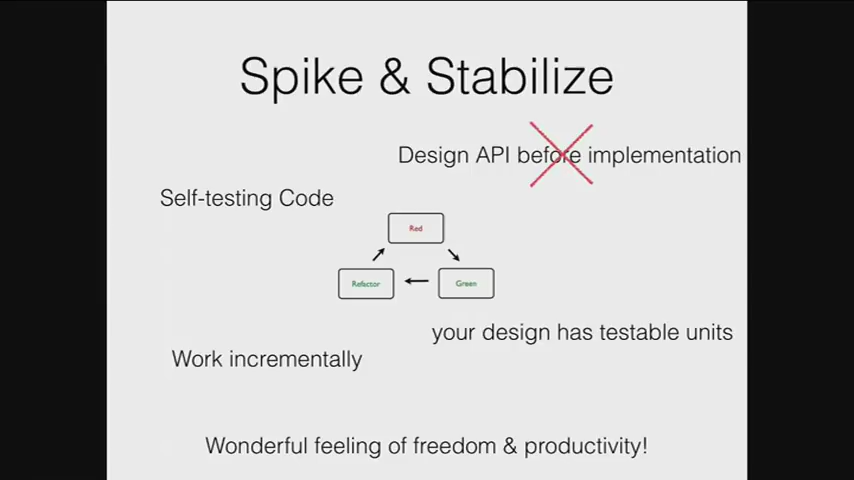 Spike & Stabilize
Design API before implementation
Self-testing Code
Red
Refactor
Green
your design has testable units
Work incrementally
Wonderful feeling of freedom & productivity!